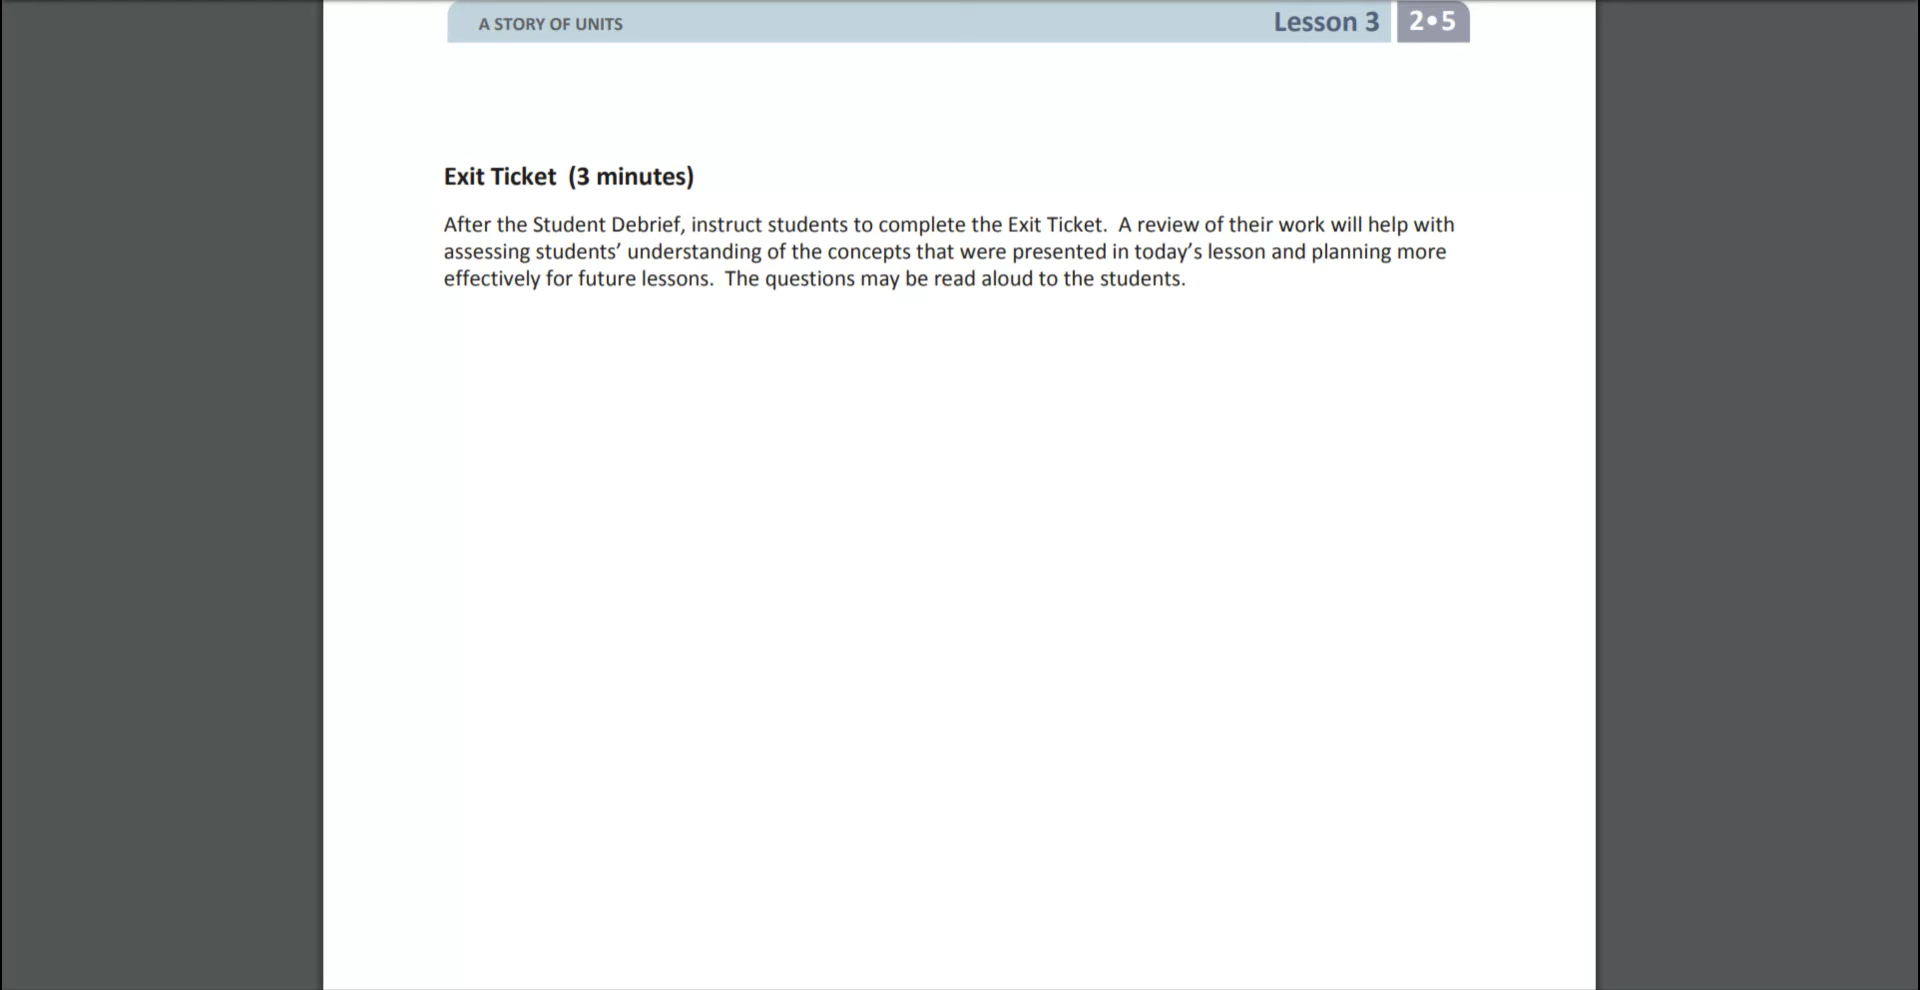 A STORY OF UNITS
Lesson 3
2•5
Exit Ticket  (3 minutes)
After the Student Debrief, instruct students to complete the Exit Ticket.  A review of their work will help with
assessing students’ understanding of the concepts that were presented in today’s lesson and planning more
effectively for future lessons.  The questions may be read aloud to the students.